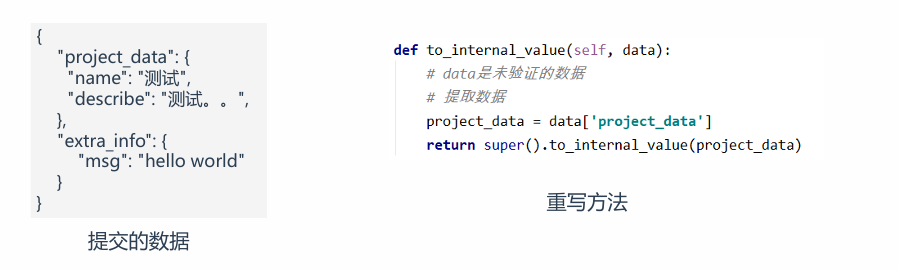 {
"project_data": {
"name": "测试",
"describe": "测试。。",
},
"extra_info": {
"msg": "hello world"
}
}
提交的数据
def to_internal_value(self, data):
# data是未验证的数据
# 提取数据
project_data = data['project_data']
return super().to_internal_value(project_data)
重写方法